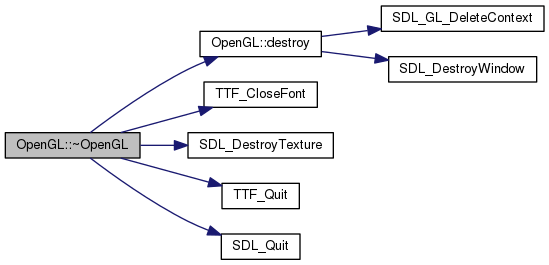 OpenGL::~OpenGL
OpenGL::destroy
SDL_GL_DeleteContext
SDL_DestroyWindow
TTF_CloseFont
SDL_DestroyTexture
TTF_Quit
SDL_Quit